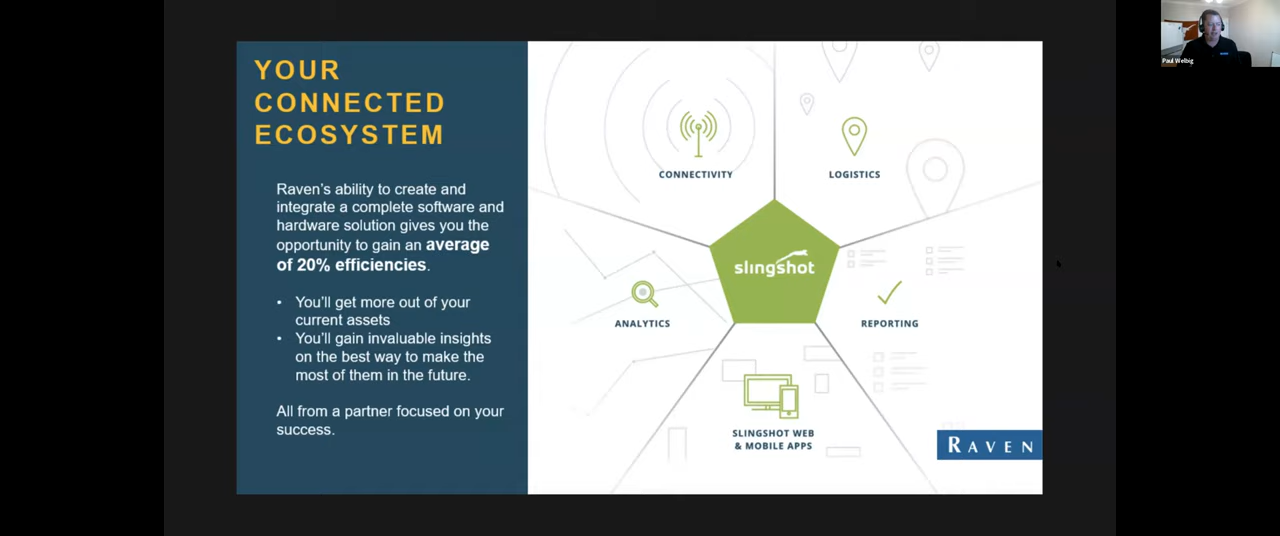 YOUR
CONNECTED
ECOSYSTEM
Raven's ability to create and
integrate a complete software and
hardware solution gives you the
opportunity to gain an average
of 20% efficiencies.
• You'll get more out of your
current assets
• You'll gain invaluable insights
on the best way to make the
most of them in the future.
All from a partner focused on your
success.
CONNECTIVITY
LOGISTICS
slingshot
ANALYTICS
REPORTING
SLINGSHOT WEB
& MOBILE APPS
RAVEN
Paul Welbig